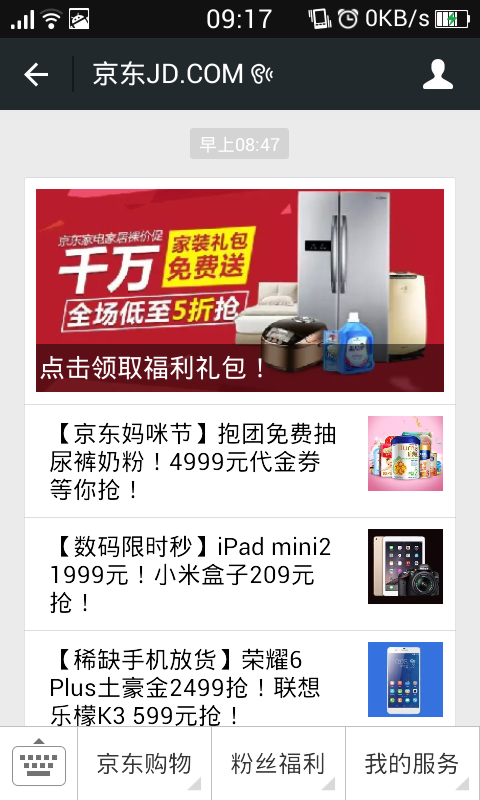 09:17
0KB/s
京东JD.COM
早上08:47
京东家电家居裸价促
千万
家装礼包
免费送
全场低至5折抢
点击领取福利礼包！
【京东妈咪节】抱团免费抽
尿裤奶粉！4999元代金券
等你抢！
【数码限时秒】iPad mini2
1999元！小米盒子209元
抢！
【稀缺手机放货】荣耀6
Plus土豪金2499抢！联想
乐檬K3 599元抢！
京东购物
粉丝福利
我的服务